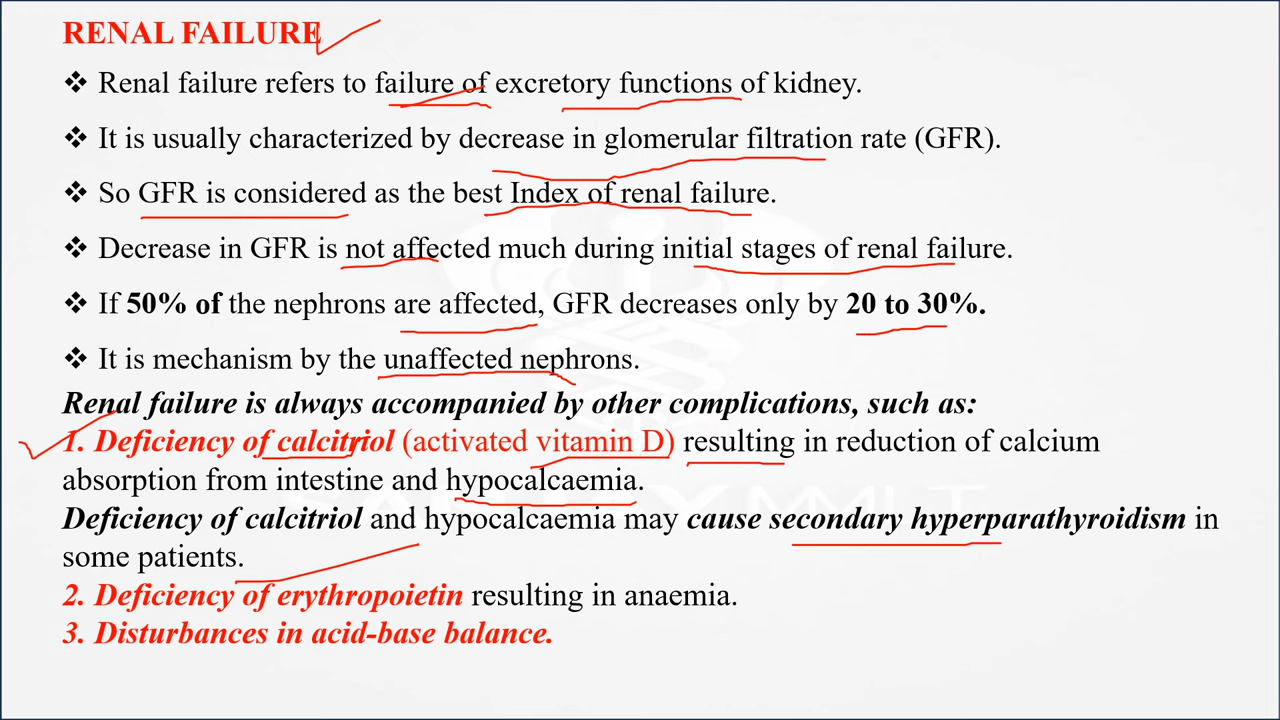 RENAL FAILURE
❖ Renal failure refers to failure of excretory functions of kidney.
❖ It is usually characterized by decrease in glomerular filtration rate (GFR).
❖ So GFR is considered as the best Index of renal failure.
❖ Decrease in GFR is not affected much during initial stages of renal failure.
❖ If 50% of the nephrons are affected, GFR decreases only by 20 to 30%.
❖ It is mechanism by the unaffected nephrons.
Renal failure is always accompanied by other complications, such as:
1. Deficiency of calcitriol (activated vitamin D) resulting in reduction of calcium
absorption from intestine and hypocalcaemia.
Deficiency of calcitriol and hypocalcaemia may cause secondary hyperparathyroidism in
some patients.
2. Deficiency of erythropoietin resulting in anaemia.
3. Disturbances in acid-base balance.